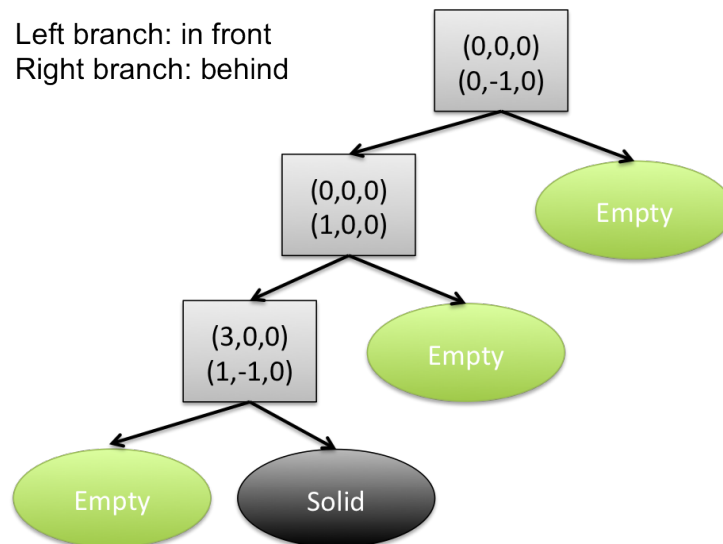 Left branch: in front
Right branch: behind
(0,0,0)
(0,-1,0)
(0,0,0)
(1,0,0)
Empty
(3,0,0)
(1,-1,0)
Empty
Empty
Solid